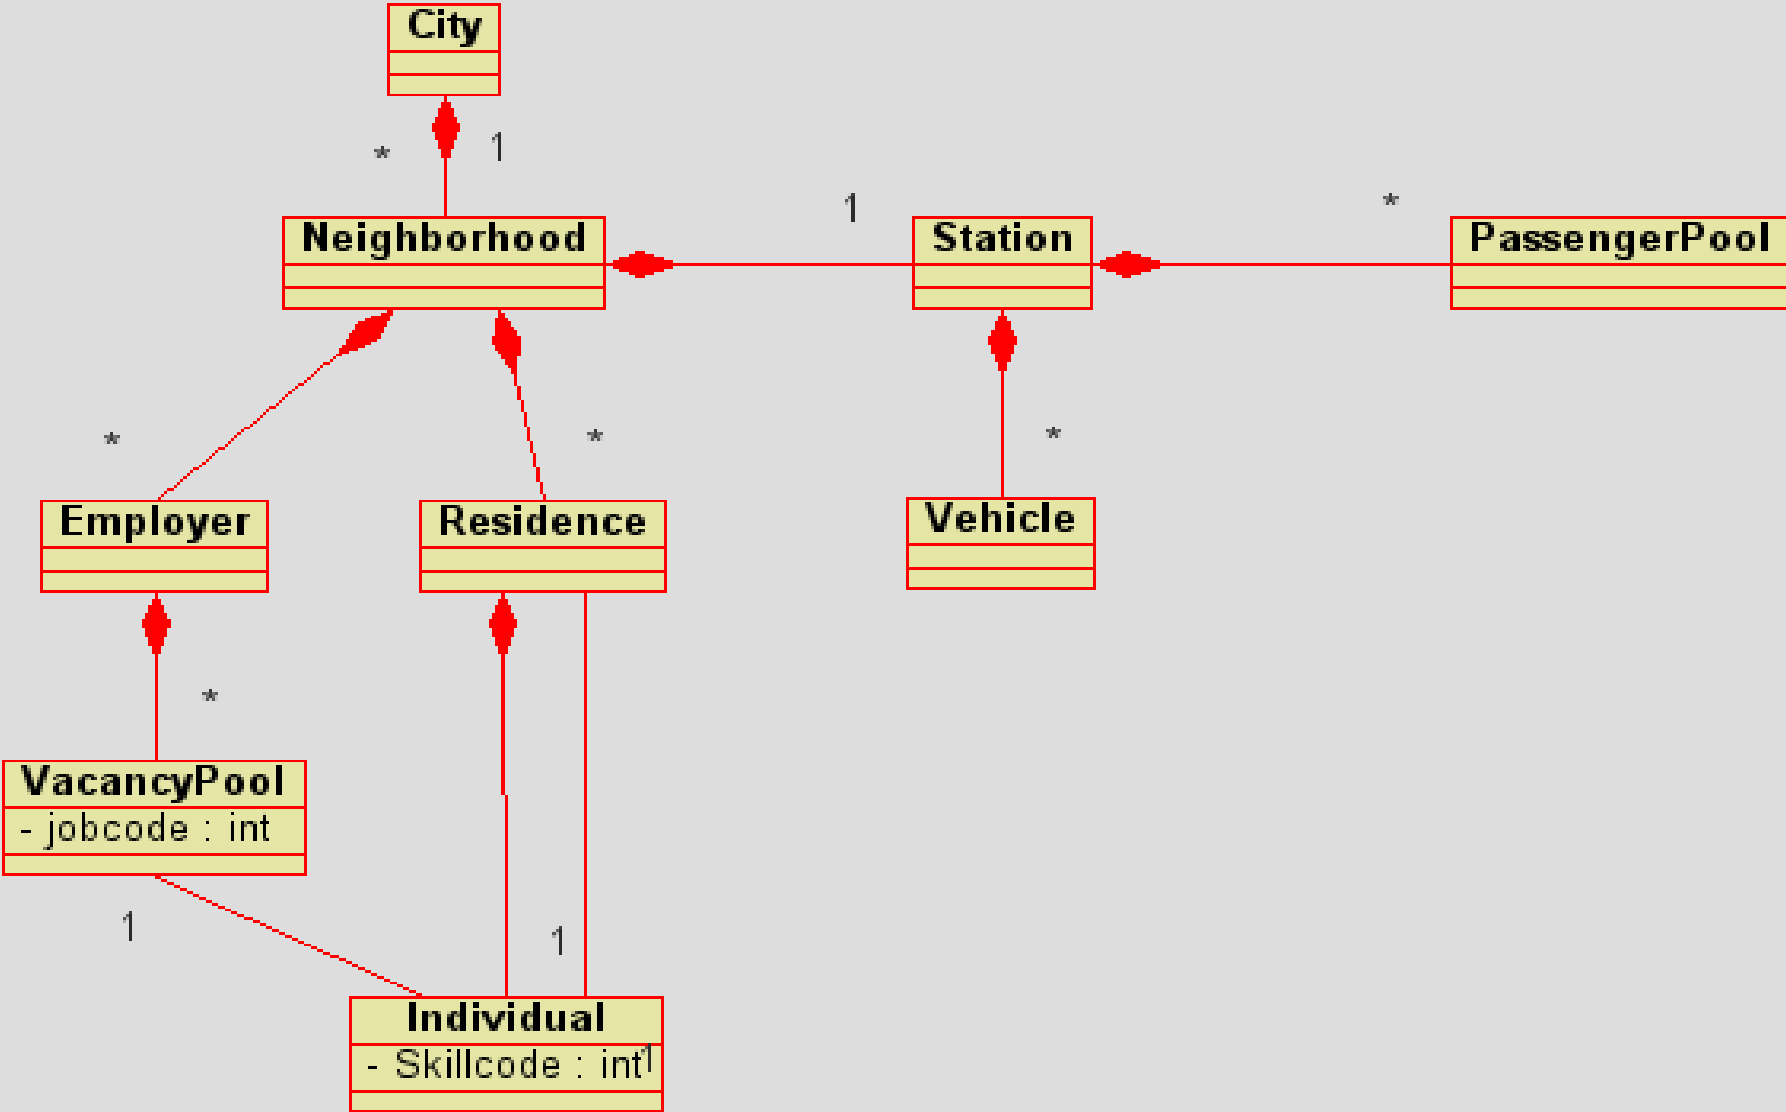 City
* 1
Neighborhood
1
Station
*
PassengerPool
*
*
*
Employer
Residence
Vehicle
*
VacancyPool
- jobcode : int
1
1
Individual
- Skillcode : int
1